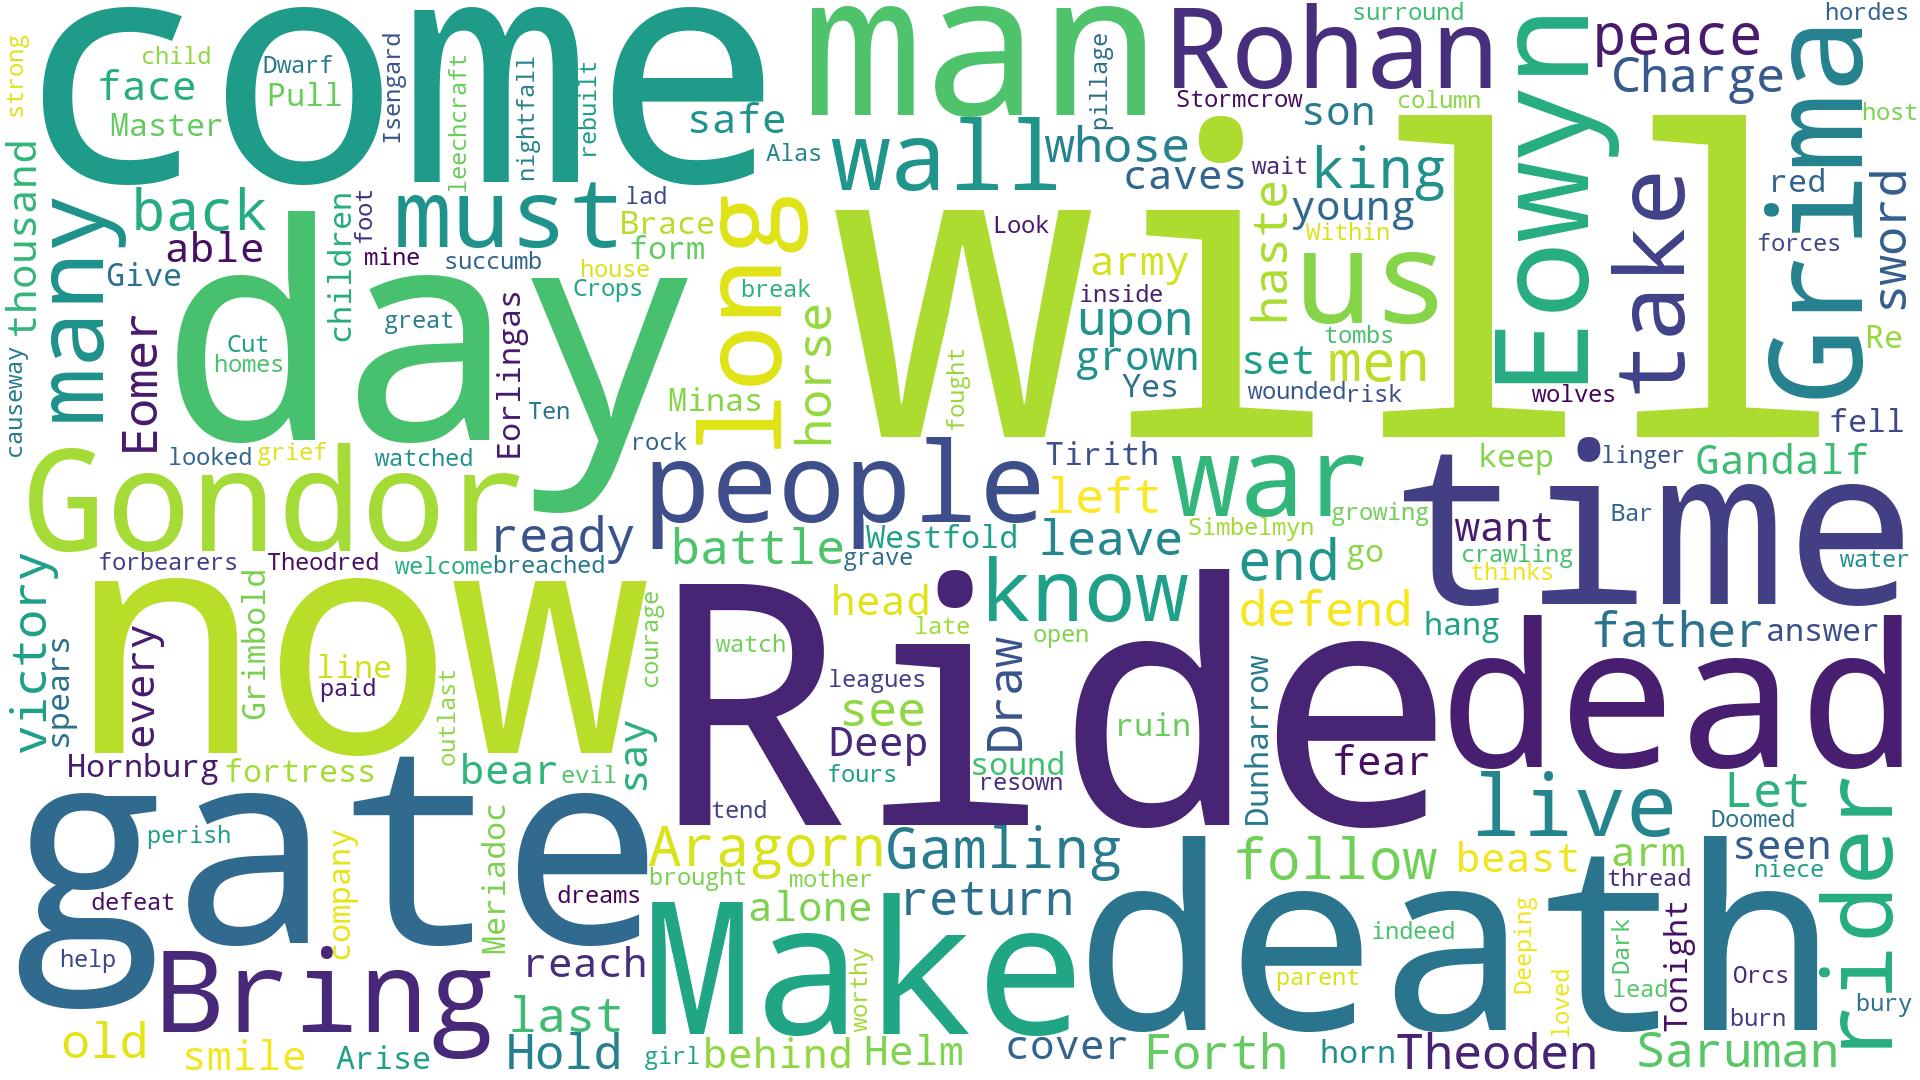 come
man
Rohan
surround
hordes
strong
child
Dwarf
Pull
face
Master
Isengard
leechcraft
nightfall
rebuilt
safe
Alas
pillage
Stormcrow
son
column
Eowyn
peace
Charge
Grima
host
thousand
many
back
able
Give
children
foot
mine
must
succumb
lad
Brace
form
house
Crops
long
break
wall
whose
caves
wait
king
haste
young
Within
us
take
red
forces
sword
Look
will
army
inside
upon
grown
Yes
set
tombs
men
wounded
risk
wolves
Re
fell
causeway
Eomer
day
Cut
homes
great
Eorlingas
Ten
Minas
horse
fought
rock
Gondor
looked
grief
watched
ready
people
Tirith
left
war
keep
linger
Gandalf
time
want
Bar
crawling
thinks
water
forbearers
Theodred
welcome
breached
battle
grave
Westfold
leave
Simbelmyn
growing
end
go
victory
spears
every
Grimbold
now
line
paid
outlast
courage
say
Ride
watch
head
late
know
open
defend
hang
father
answer
dead
leagues
see
Deep
fours
Draw
sound
resown
ruin
Dunharrow
fear
Hornburg
fortress
bear
evil
tend
live
Let
Doomed
seen
niece
rider
gate
perish
defeat
help
company
Meriadoc
dreams
Aragorn
brought
mother
Gamling
return
alone
follow
beast
arm
thread
Bring
reach
Make
worthy
death
indeed
parent
Deeping
loved
Dark
lead
Tonight
Orcs
burn
bury
old
smile
Arise
last
Hold
girl
behind
Helm
cover
Forth
horn
Theoden
Saruman